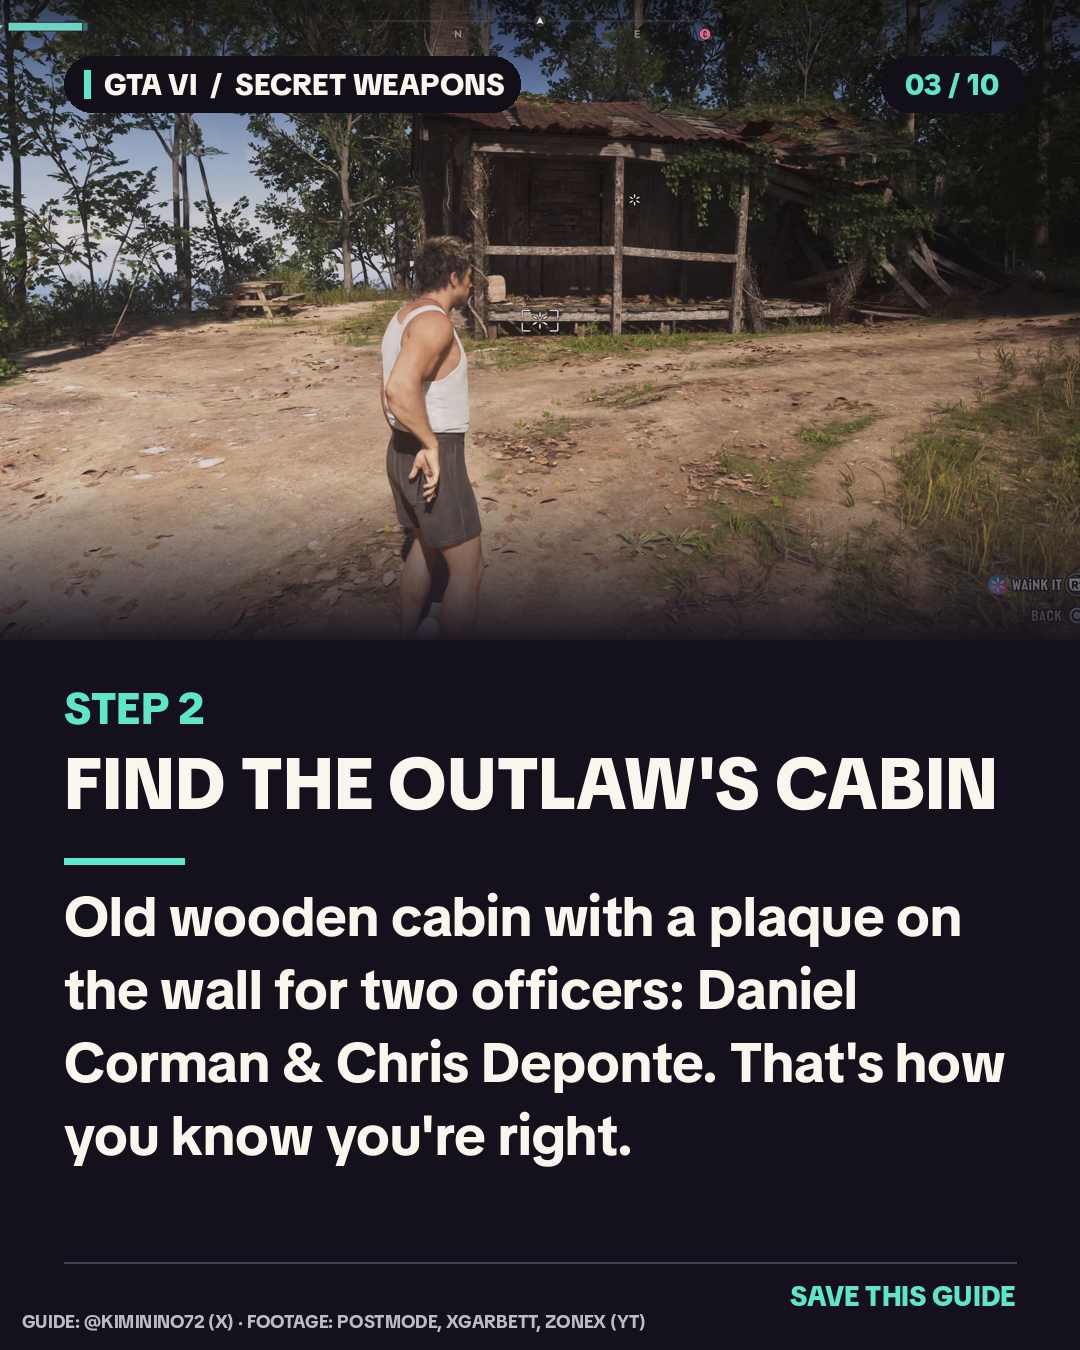 N
E
GTA VI / SECRET WEAPONS
03 / 10
WAiNK IT R
BACK
STEP 2
FIND THE OUTLAW'S CABIN
Old wooden cabin with a plaque on
the wall for two officers: Daniel
Corman & Chris Deponte. That's how
you know you're right.
SAVE THIS GUIDE
GUIDE: @KIMININO72 (X) · FOOTAGE: POSTMODE, XGARBETT, ZONEX (YT)